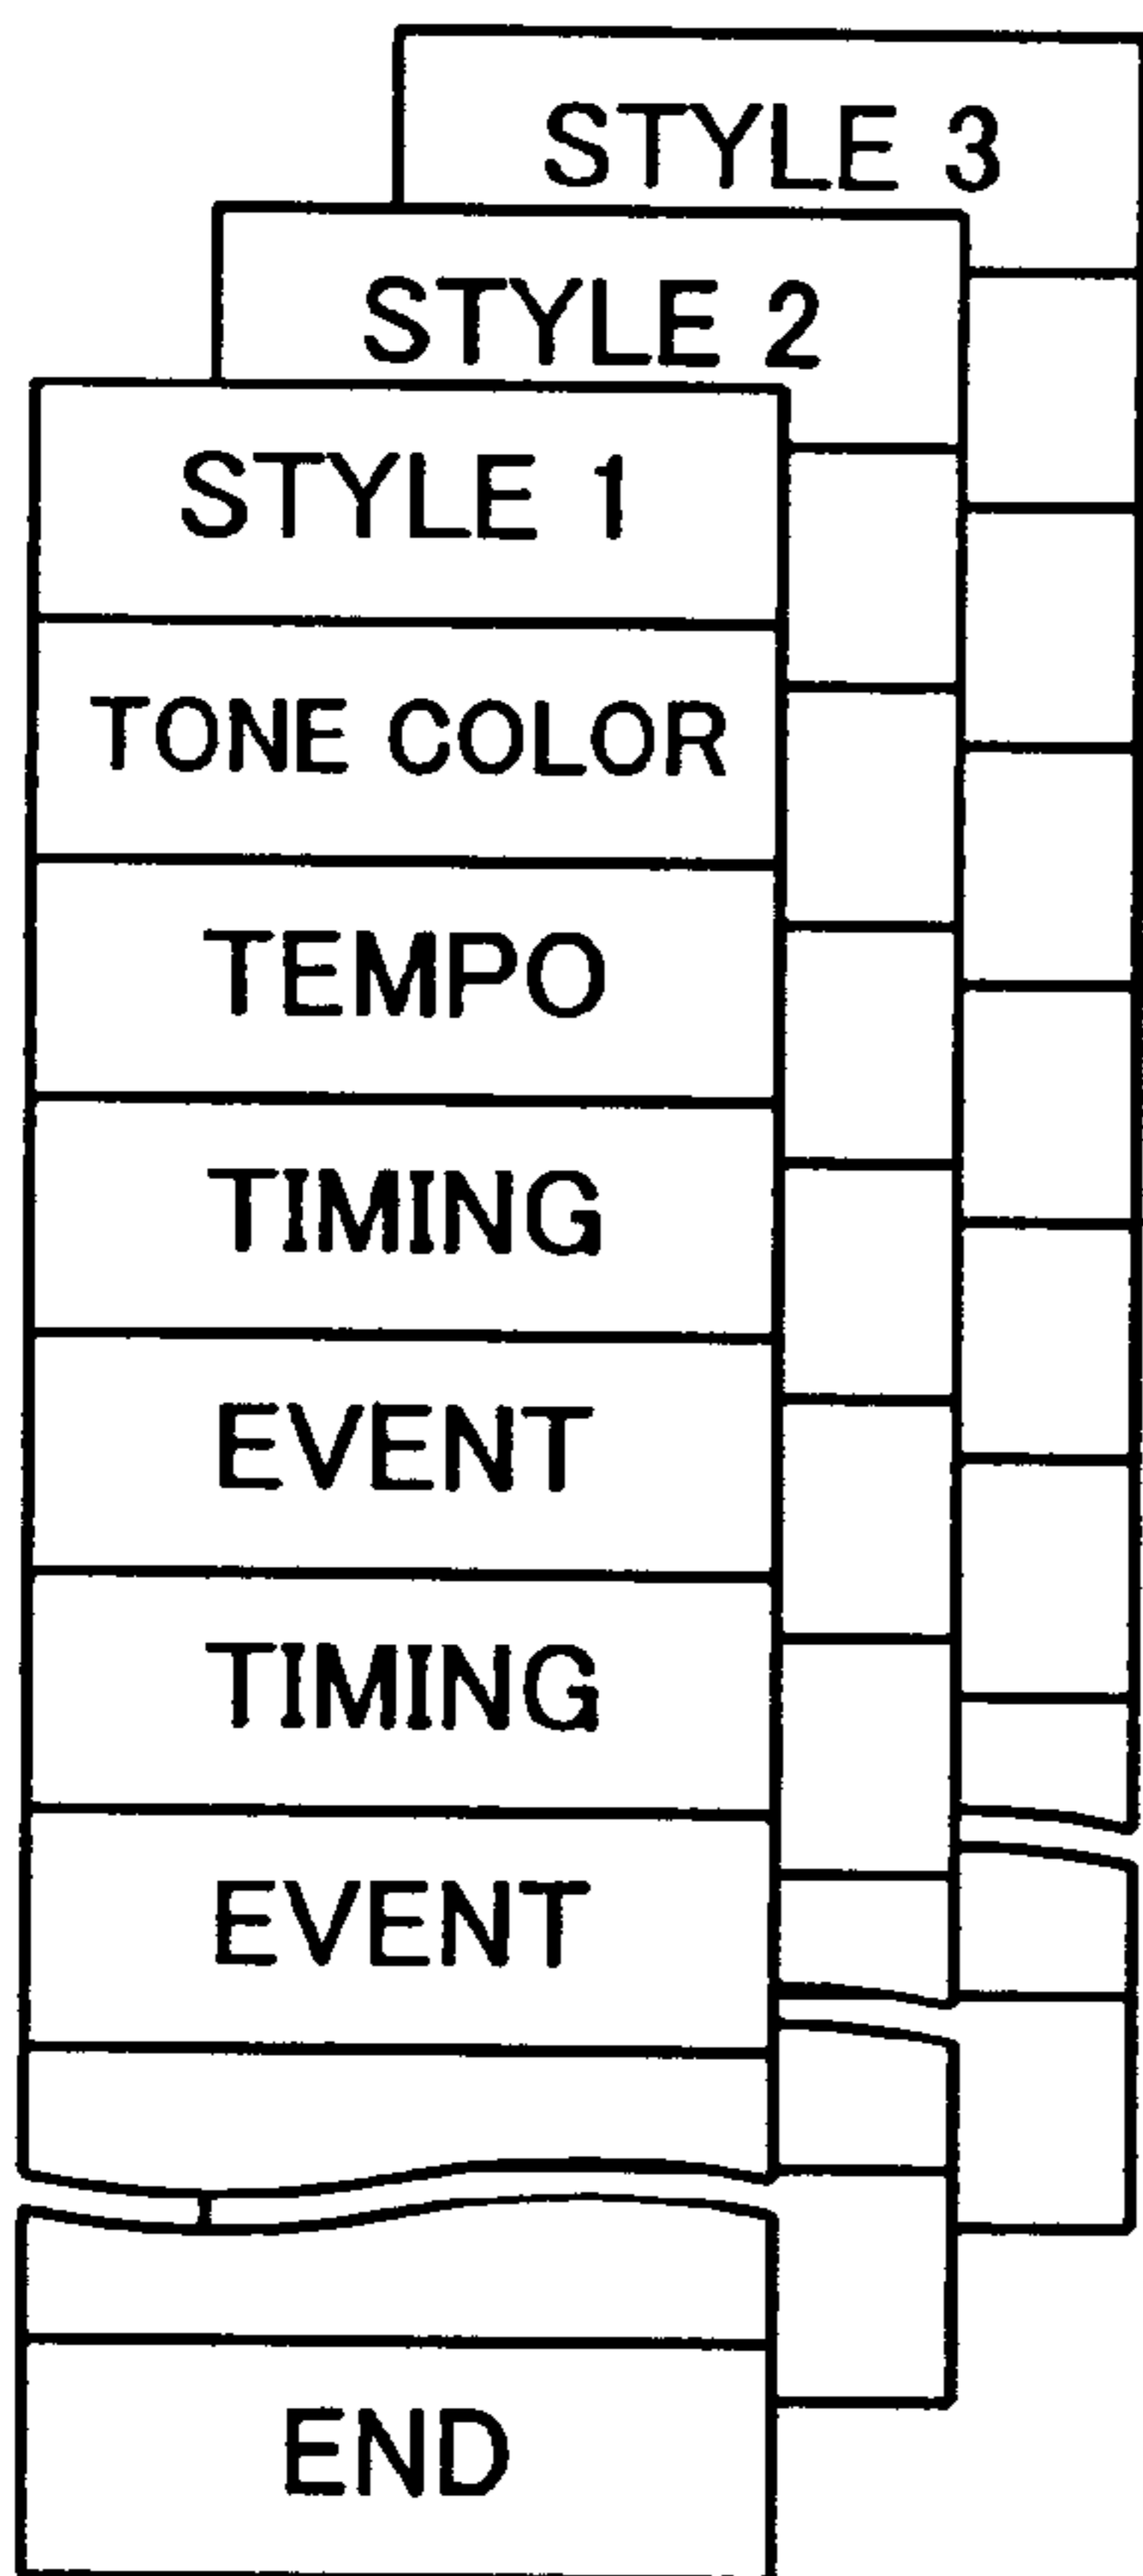 STYLE 3
STYLE 2
STYLE 1
TONE COLOR
TEMPO
TIMING
EVENT
TIMING
EVENT
END